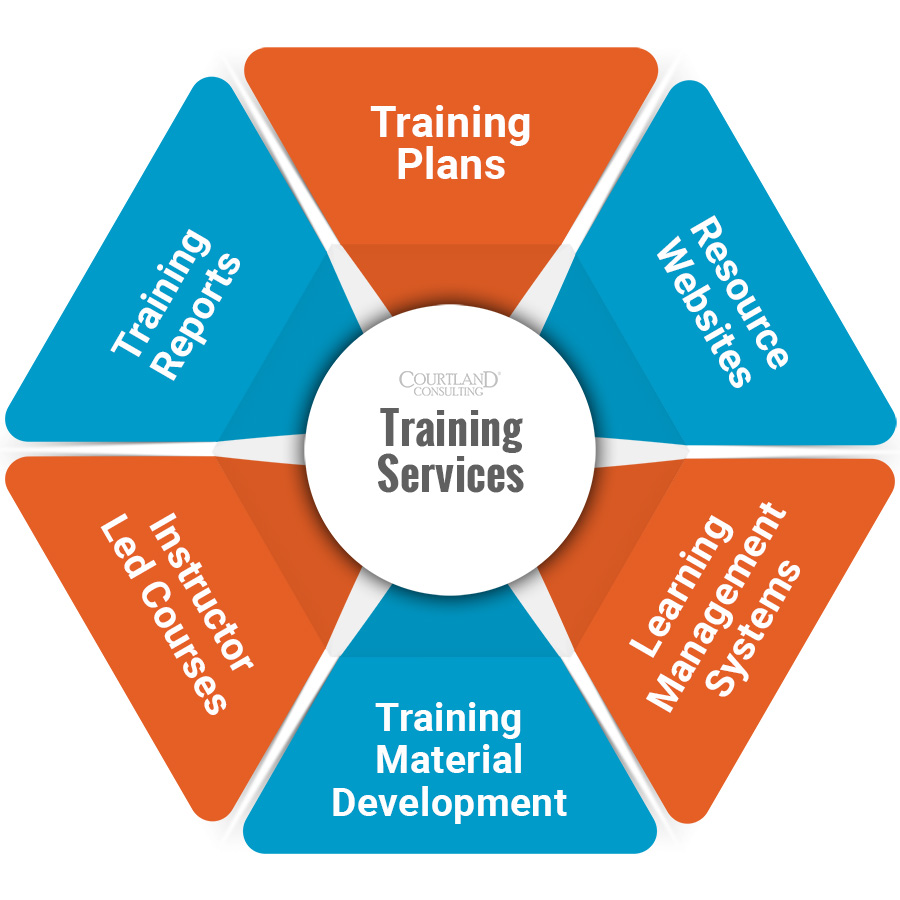 Training
Plans
Resource
Websites
Learning
Management
Systems
Training
Material
Development
Instructor
Led Courses
Training
Reports
COURTLAND®
CONSULTING
Training
Services